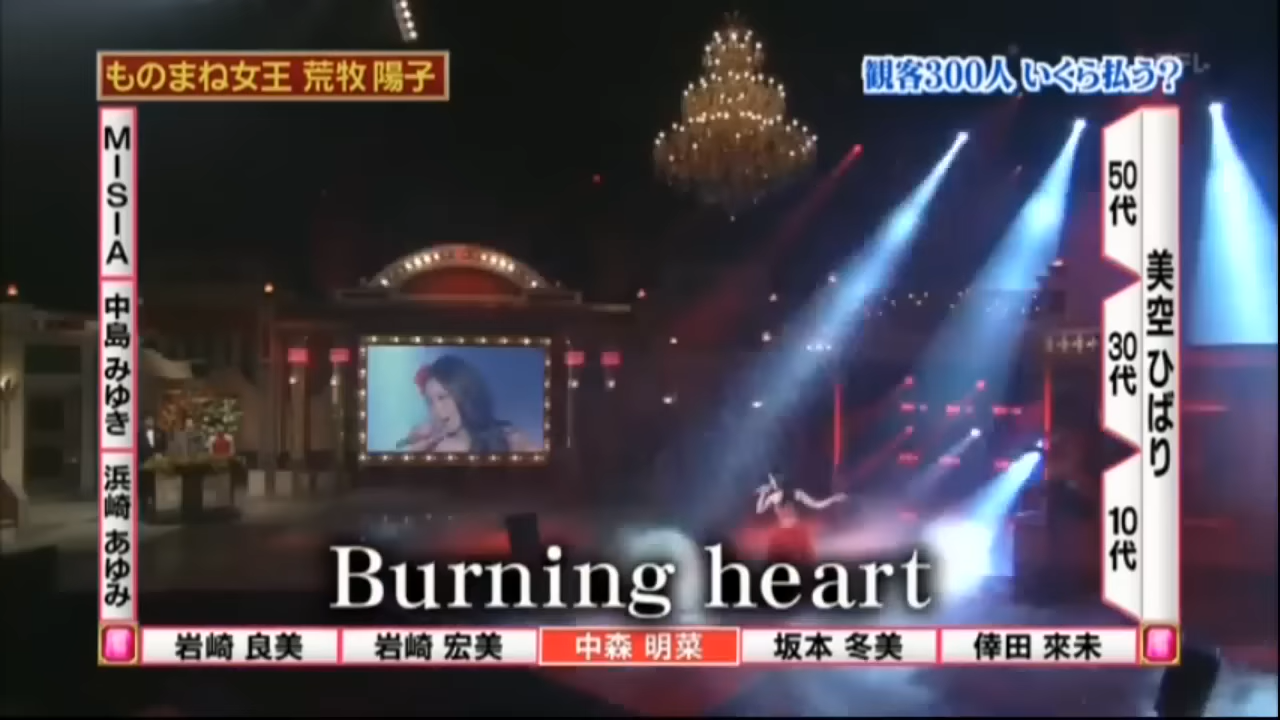 ものまね女王 荒牧 陽子
観客300人 いくら払う?
MISIA
中島 みゆき
浜崎 あゆみ
50代
30代
10代
美空 ひばり
Burning heart
岩崎 良美
岩崎 宏美
中森 明菜
坂本 冬美
倖田 來未